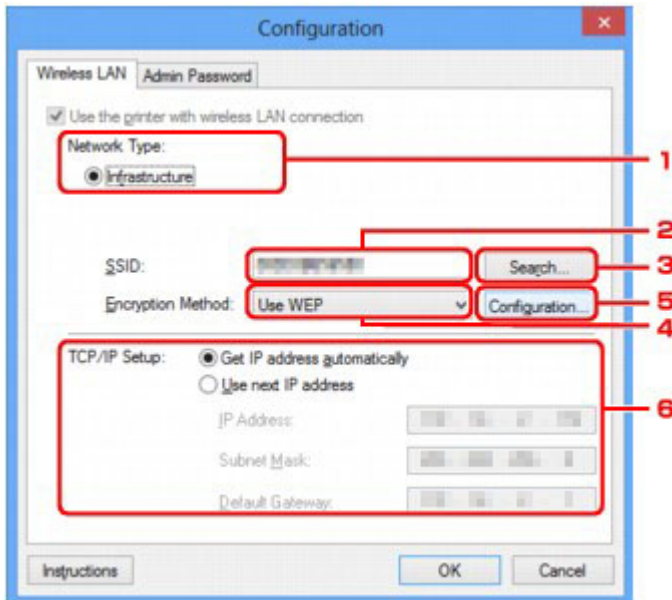 Configuration
Wireless LAN Admin Password
Use the printer with wireless LAN connection
Network Type:
1
Infrastructure
2
SSID: Search... 3
5
Encryption Method: Use WEP Configuration...
4
TCP/IP Setup: Get IP address automatically
Use next IP address
6
IP Address:
Subnet Mask:
Default Gateway:
Instructions OK Cancel